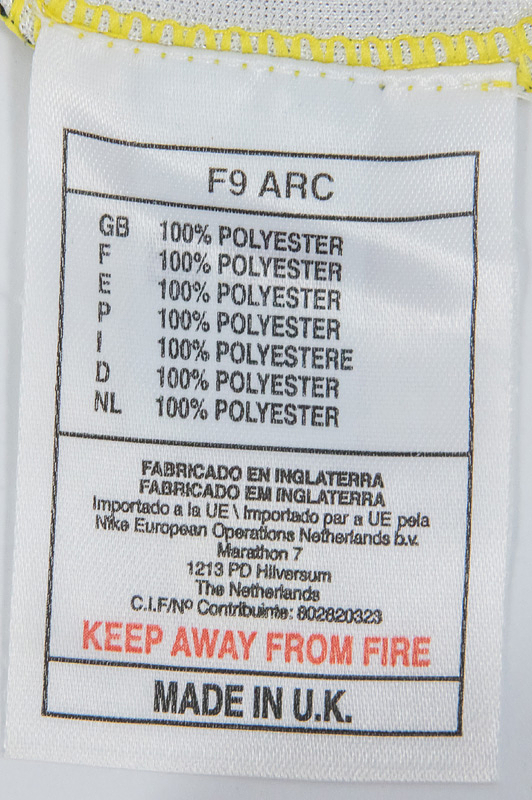 F9 ARC
GB 100% POLYESTER
F 100% POLYESTER
E 100% POLYESTER
P 100% POLYESTER
I 100% POLYESTERE
D 100% POLYESTER
NL 100% POLYESTER
FABRICADO EN INGLATERRA
FABRICADO EM INGLATERRA
Importado a la UE \ Importado par a UE pela
Nike European Operations Netherlands b.v.
Marathon 7
1213 PD Hilversum
The Netherlands
C.I.F/Nº Contribuinte: 802820323
KEEP AWAY FROM FIRE
MADE IN U.K.